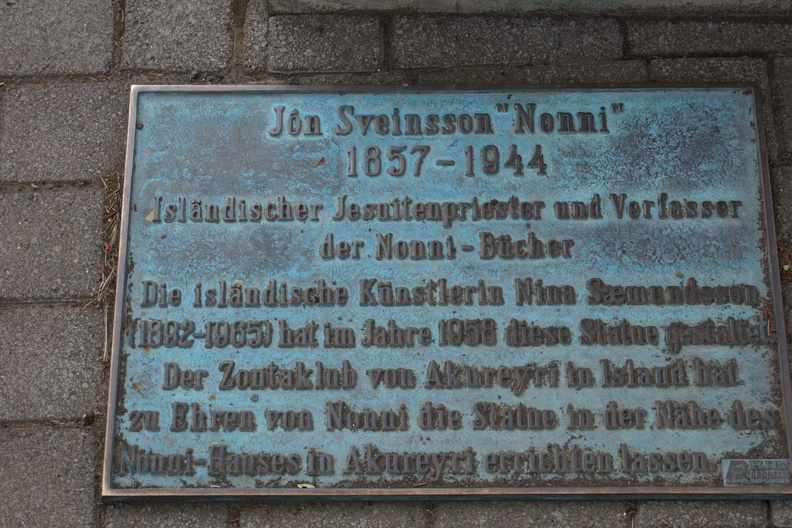 Jón Sveinsson "Nonni"
1857-1944
Isländischer Jesuitenpriester und Verfasser
der Nonni-Bücher
Die isländische Künstlerin Nina Sæmundsson
(1892-1965) hat im Jahre 1958 diese Statue gestaltet.
Der Zontaklub von Akureyri in Island hat
zu Ehren von Nonni die Statue in der Nähe des
Nonni-Hauses in Akureyri errichten lassen.